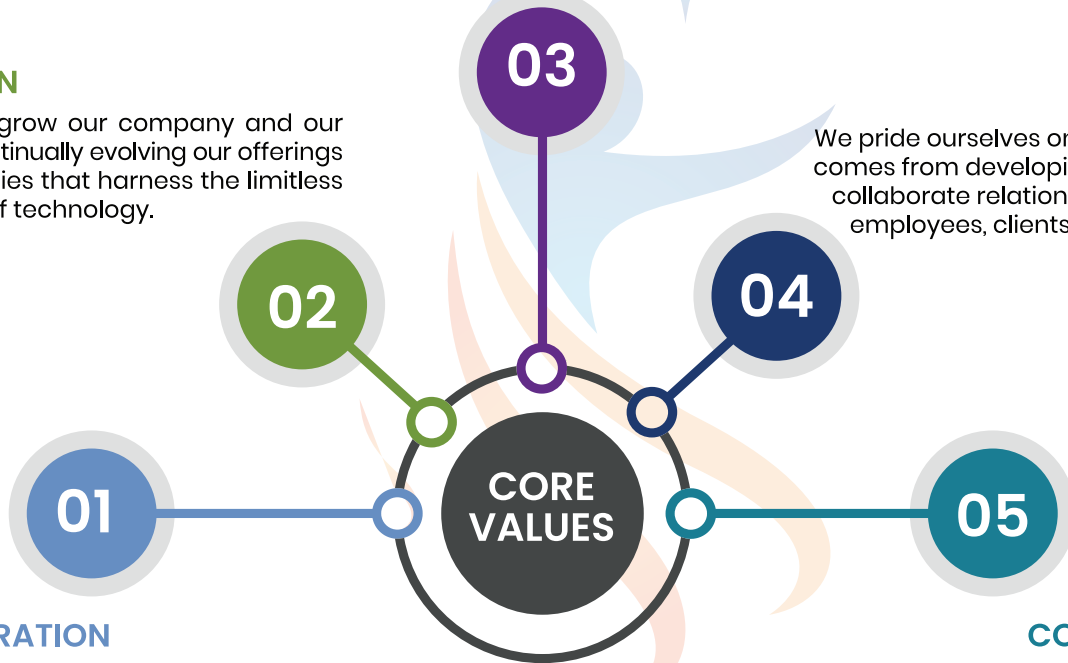 03
N
grow our company and our
tinually evolving our offerings
ies that harness the limitless
f technology.
We pride ourselves
comes from developi
collaborate relation
employees, clients
02
04
CORE
VALUES
01
05
RATION
CO